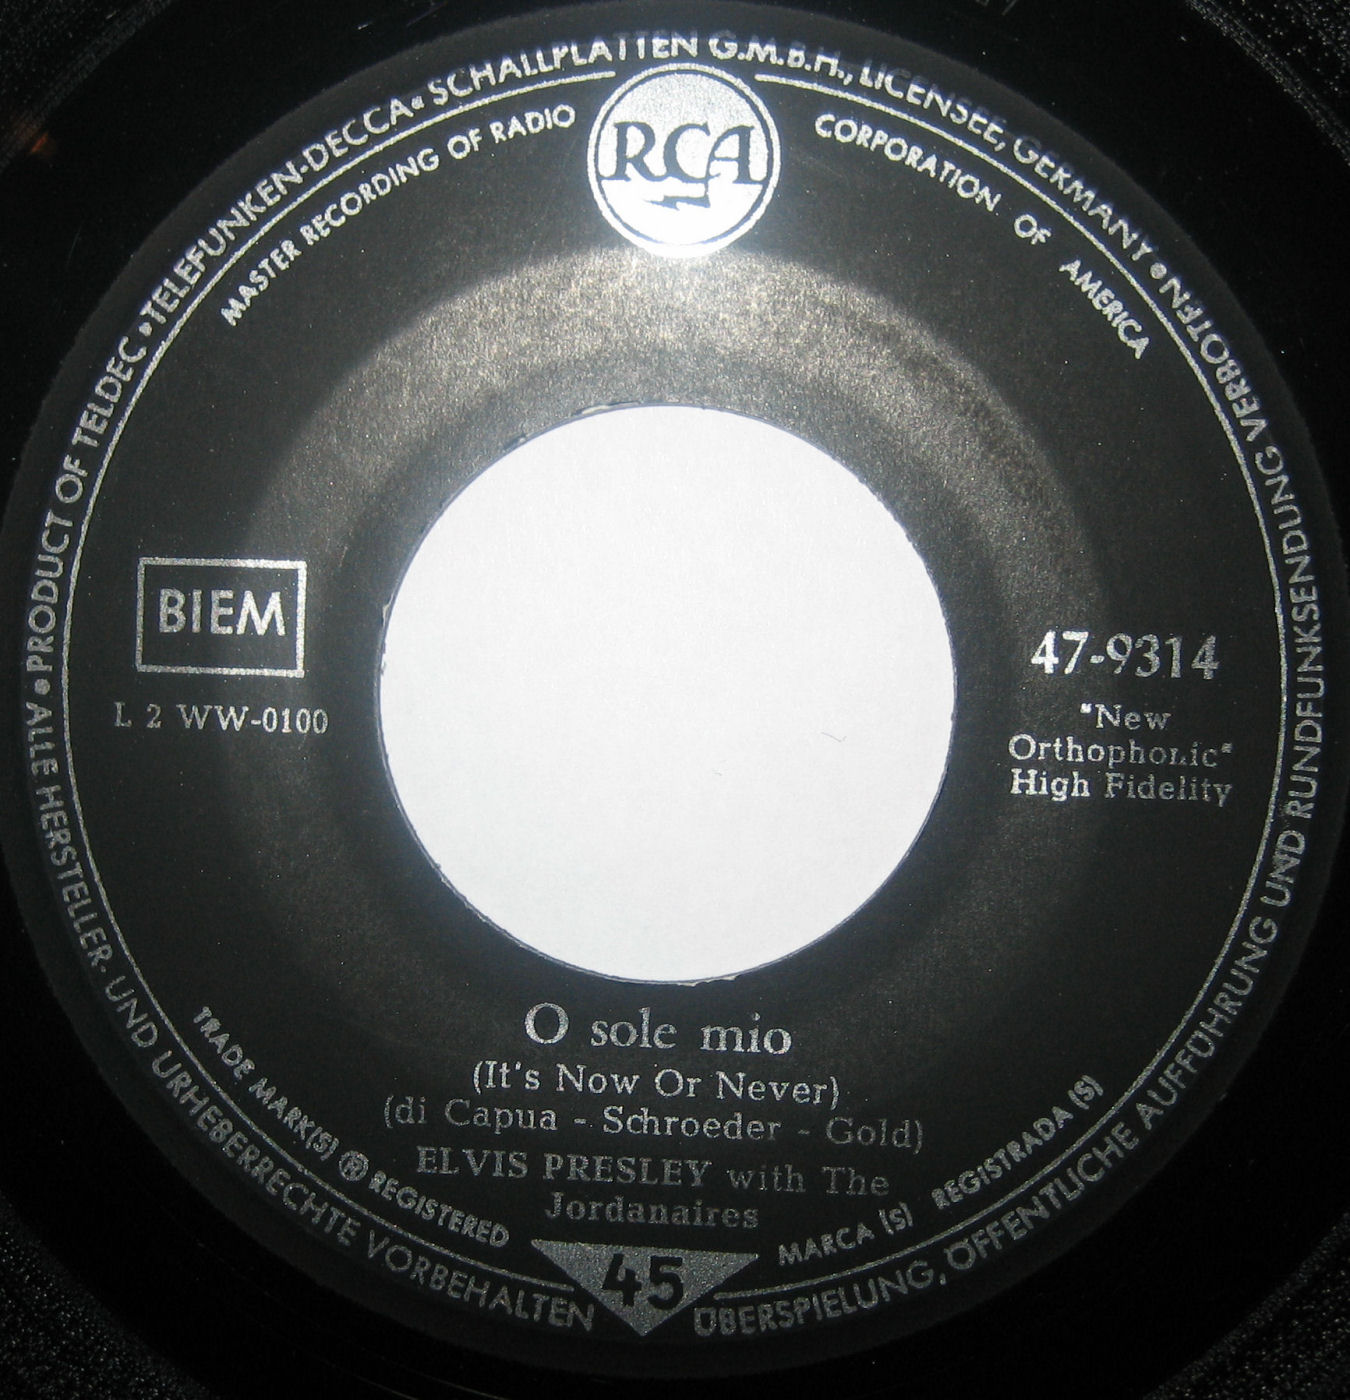 PRODUCT OF TELDEC • TELEFUNKEN-DECCA • SCHALLPLATTEN G.M.B.H., LICENSEE, GERMANY •
MASTER RECORDING OF RADIO CORPORATION OF AMERICA
RCA
BIEM
L 2 WW-0100
47-9314
"New
Orthophonic"
High Fidelity
O sole mio
(It's Now Or Never)
(di Capua - Schroeder - Gold)
ELVIS PRESLEY with The
Jordanaires
TRADE MARK(S) ® REGISTERED
MARCA (S) REGISTRADA (S)
45
• ALLE HERSTELLER- UND URHEBERRECHTE VORBEHALTEN
ÜBERSPIELUNG, ÖFFENTLICHE AUFFÜHRUNG UND RUNDFUNKSENDUNG VERBOTEN